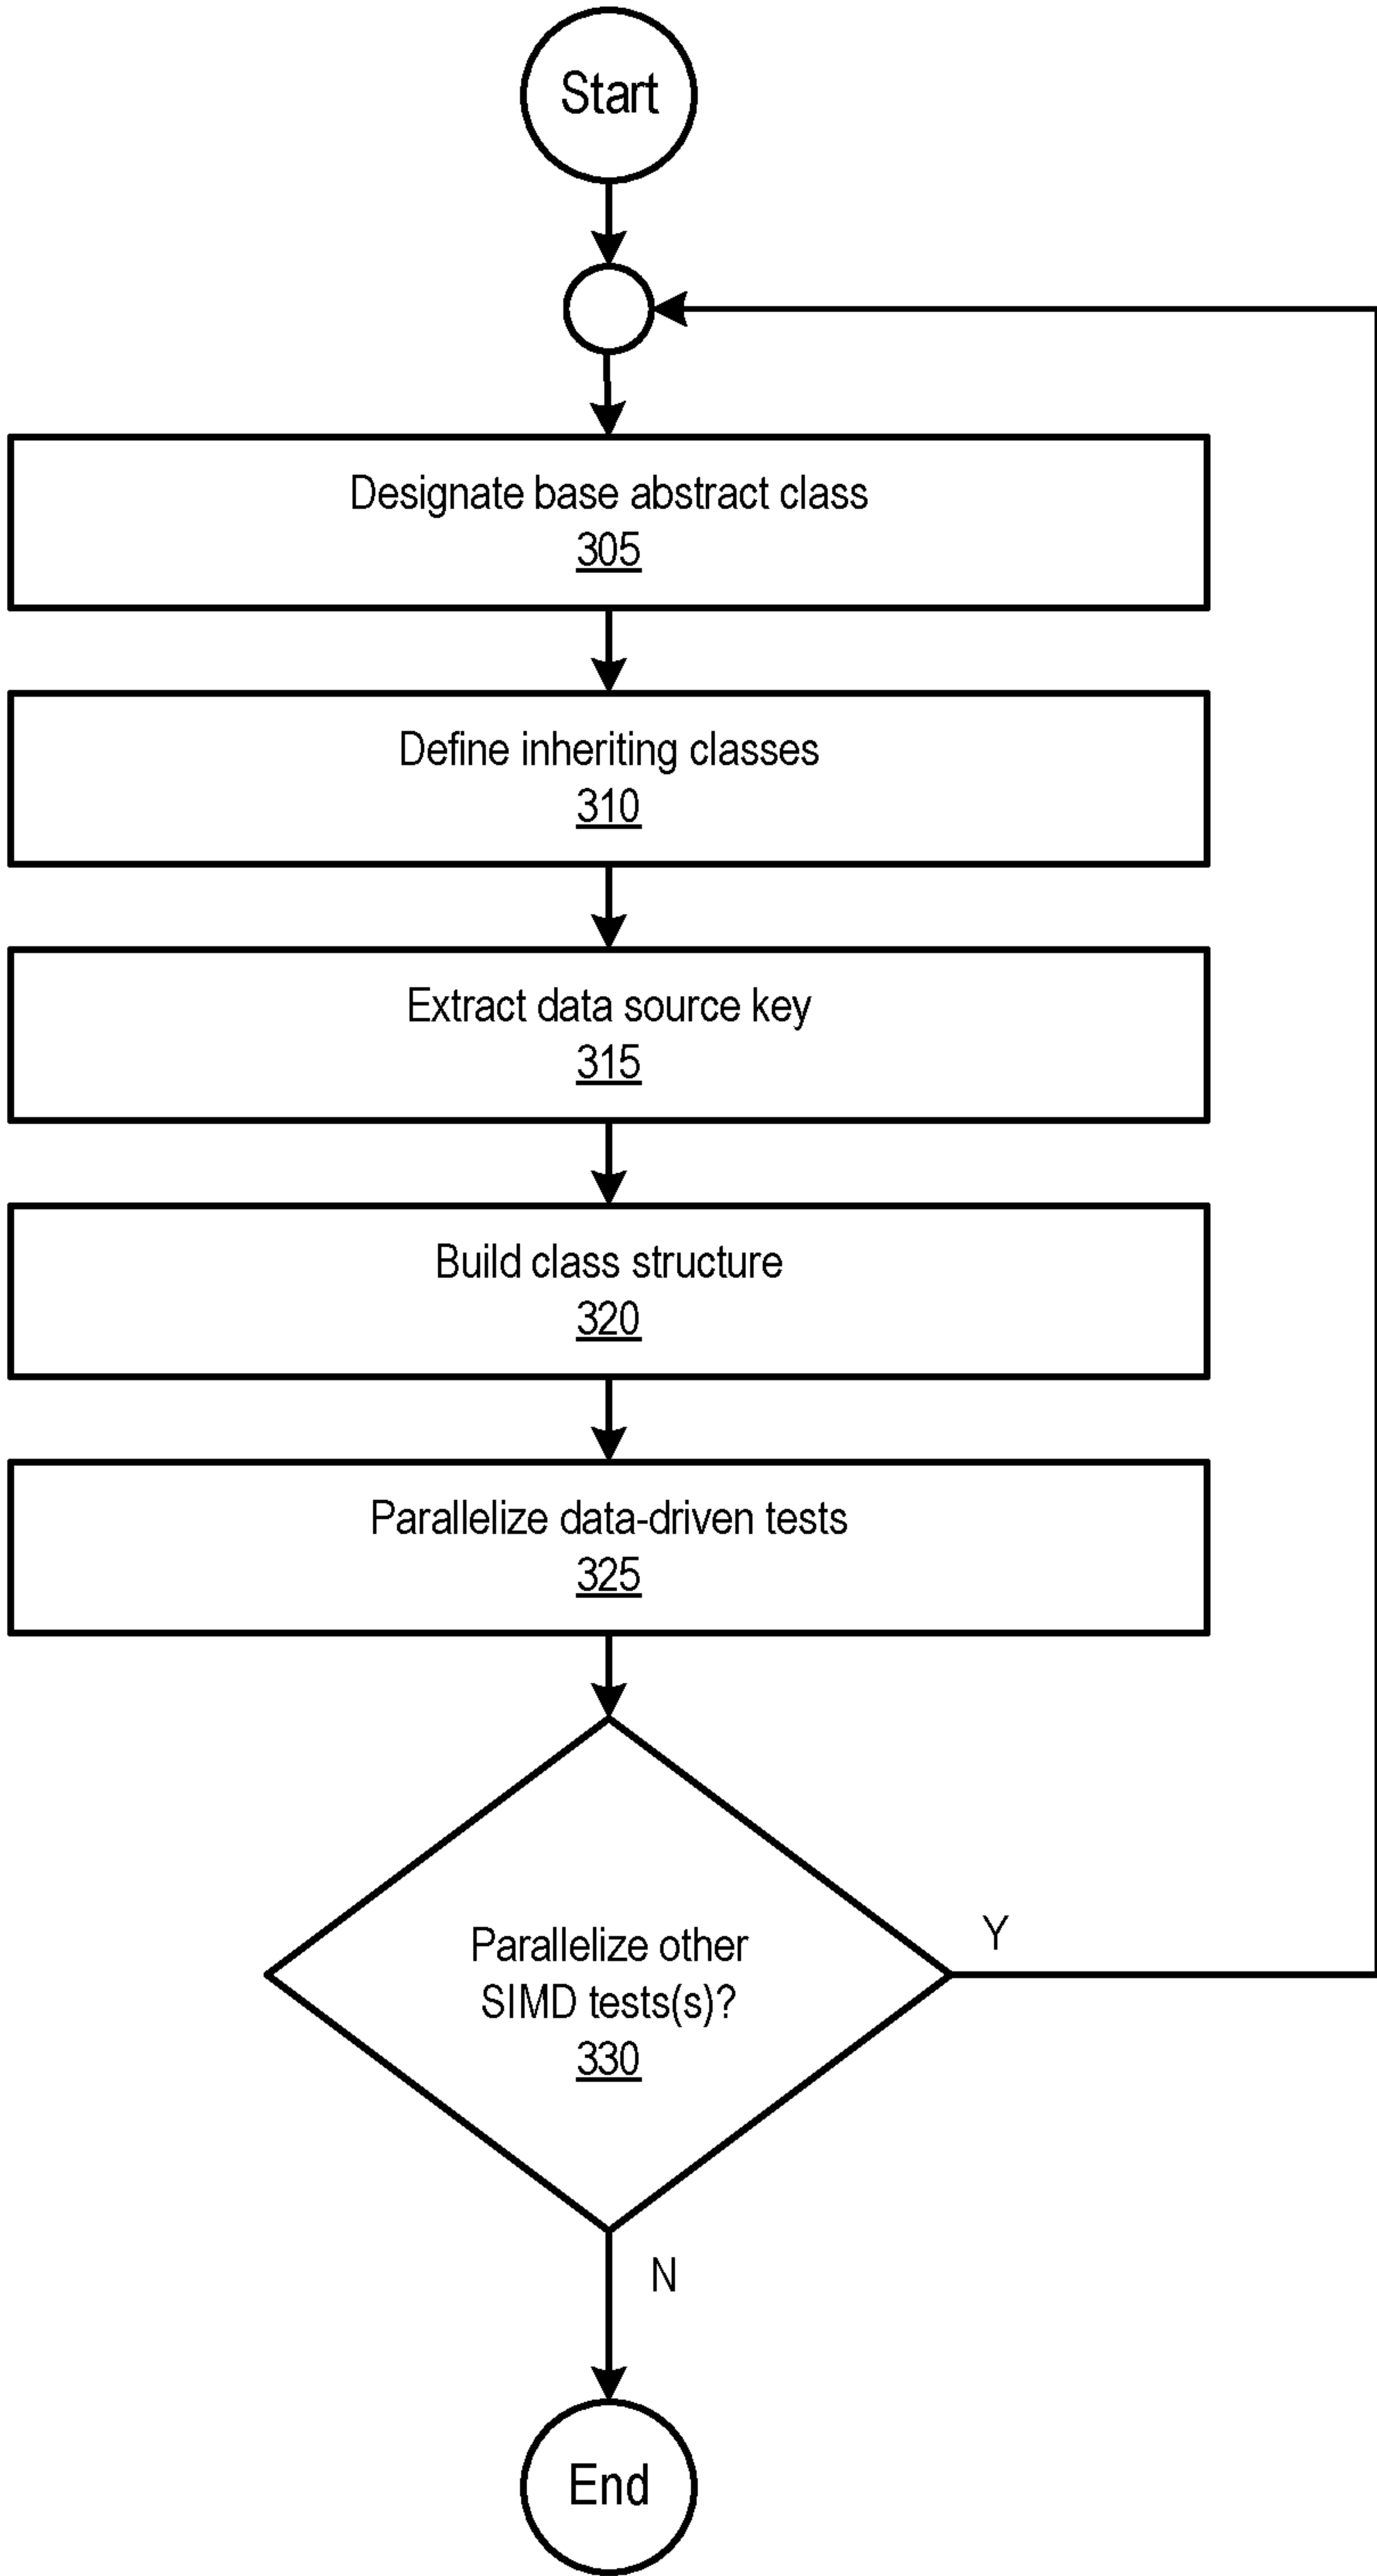 Start
Designate base abstract class
305
Define inheriting classes
310
Extract data source key
315
Build class structure
320
Parallelize data-driven tests
325
Parallelize other
SIMD tests(s)?
330
Y
N
End